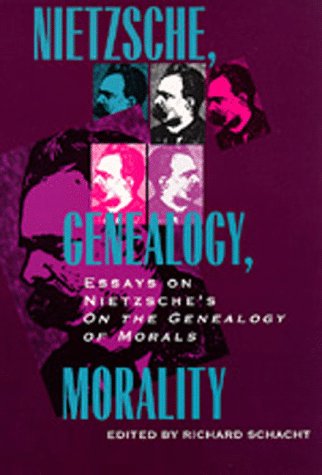 NIETZSCHE,
GENEALOGY,
ESSAYS ON
NIETZSCHE'S
ON THE GENEALOGY
OF MORALS
MORALITY
EDITED BY RICHARD SCHACHT